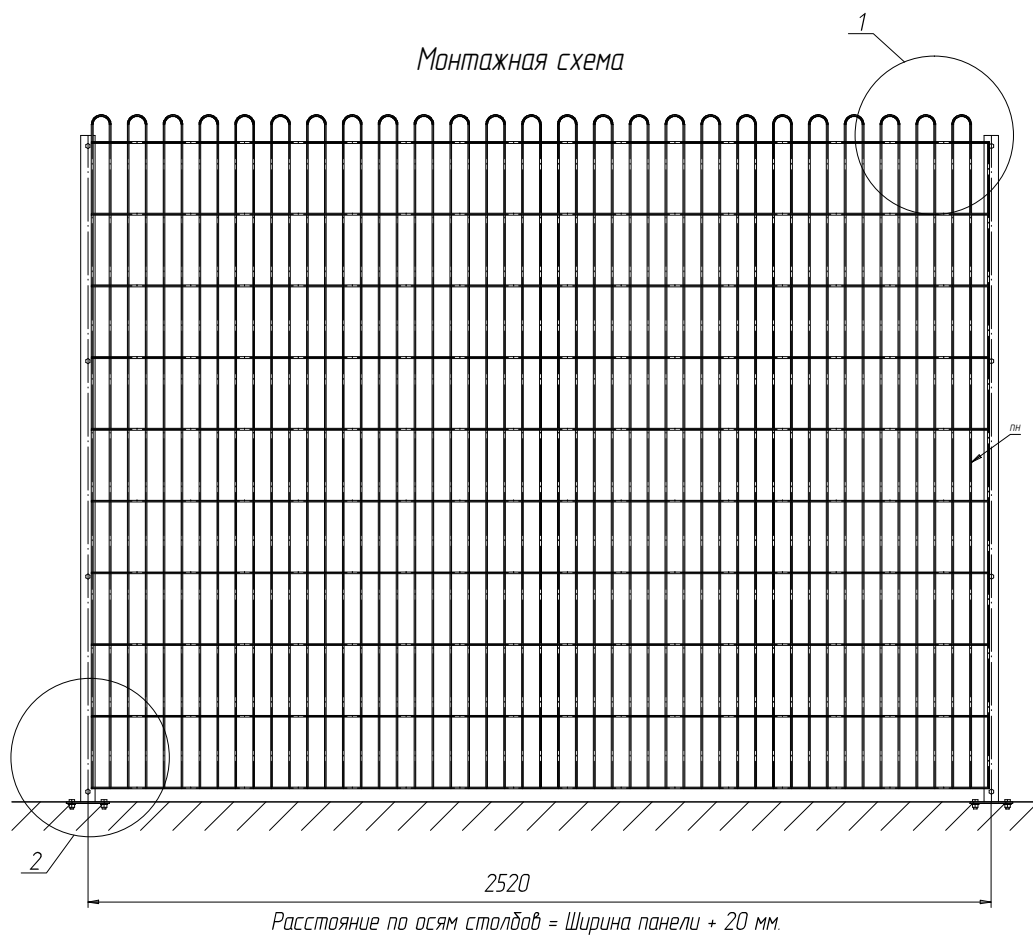 1
Монтажная схема
пн
2
2520
Расстояние по осям столбов = Ширина панели + 20 мм.